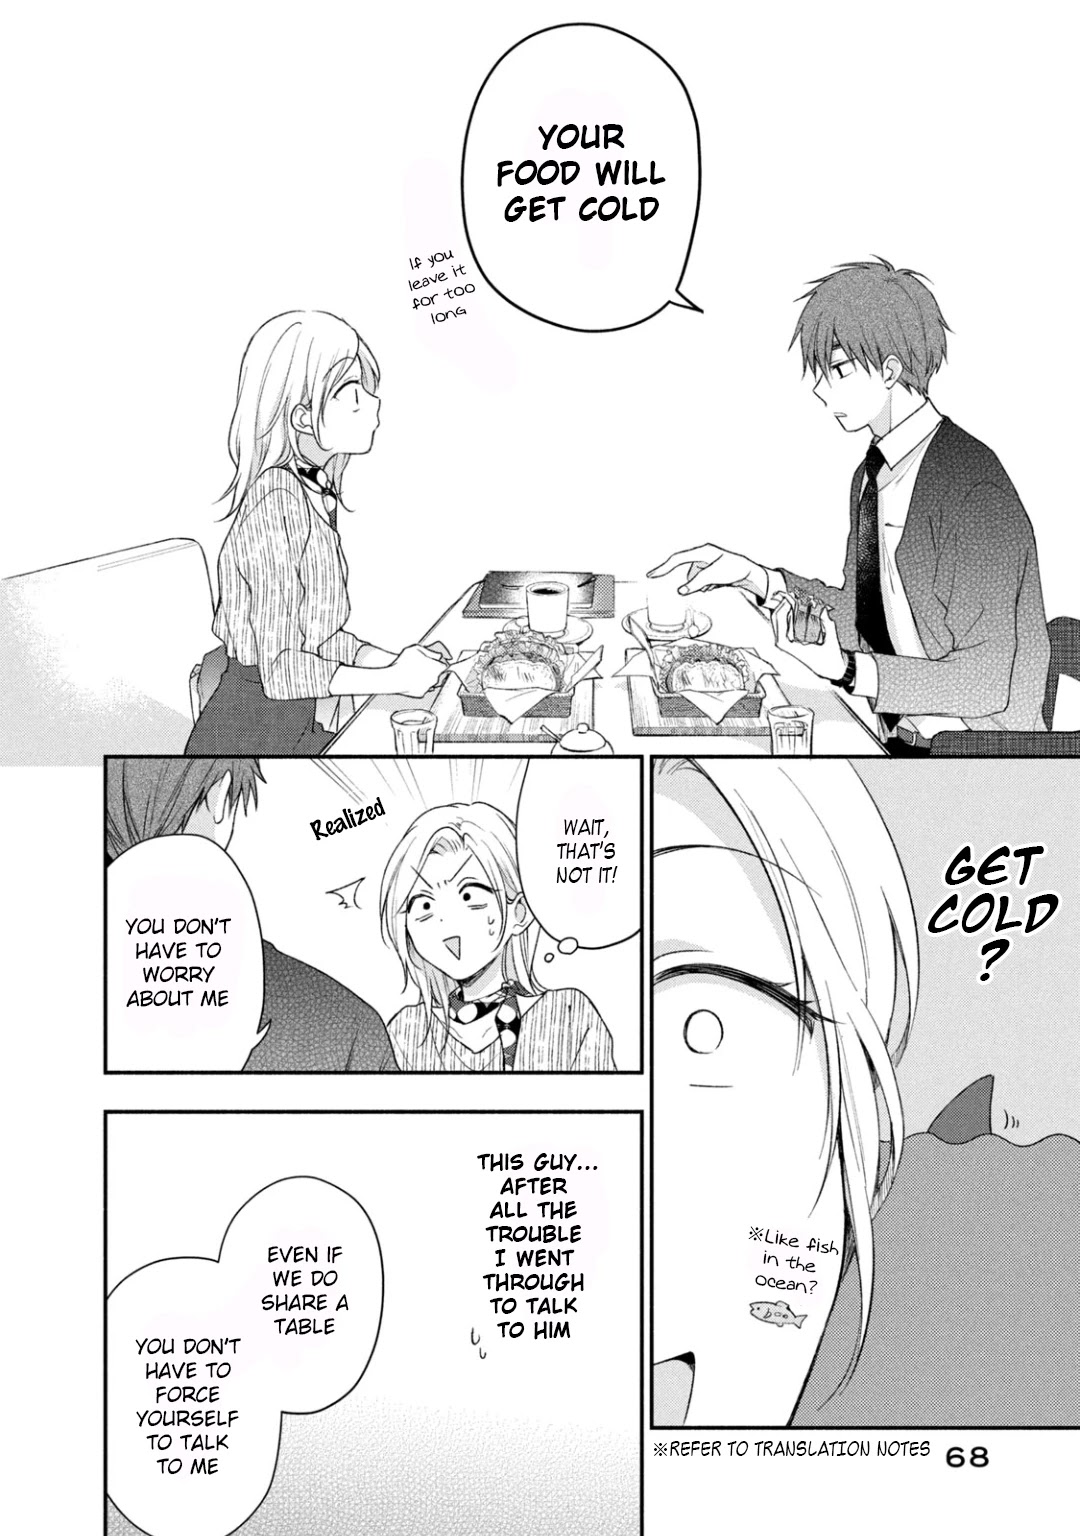 YOUR
FOOD WILL
GET COLD
If you
leave it
for too
long
GET
COLD
?
※Like fish
in the
ocean?
※REFER TO TRANSLATION NOTES
68
WAIT,
THAT'S
NOT IT!
Realized
YOU DON'T
HAVE TO
WORRY
ABOUT ME
THIS GUY...
AFTER
ALL THE
TROUBLE
I WENT
THROUGH
TO TALK
TO HIM
EVEN IF
WE DO
SHARE A
TABLE
YOU DON'T
HAVE TO
FORCE
YOURSELF
TO TALK
TO ME